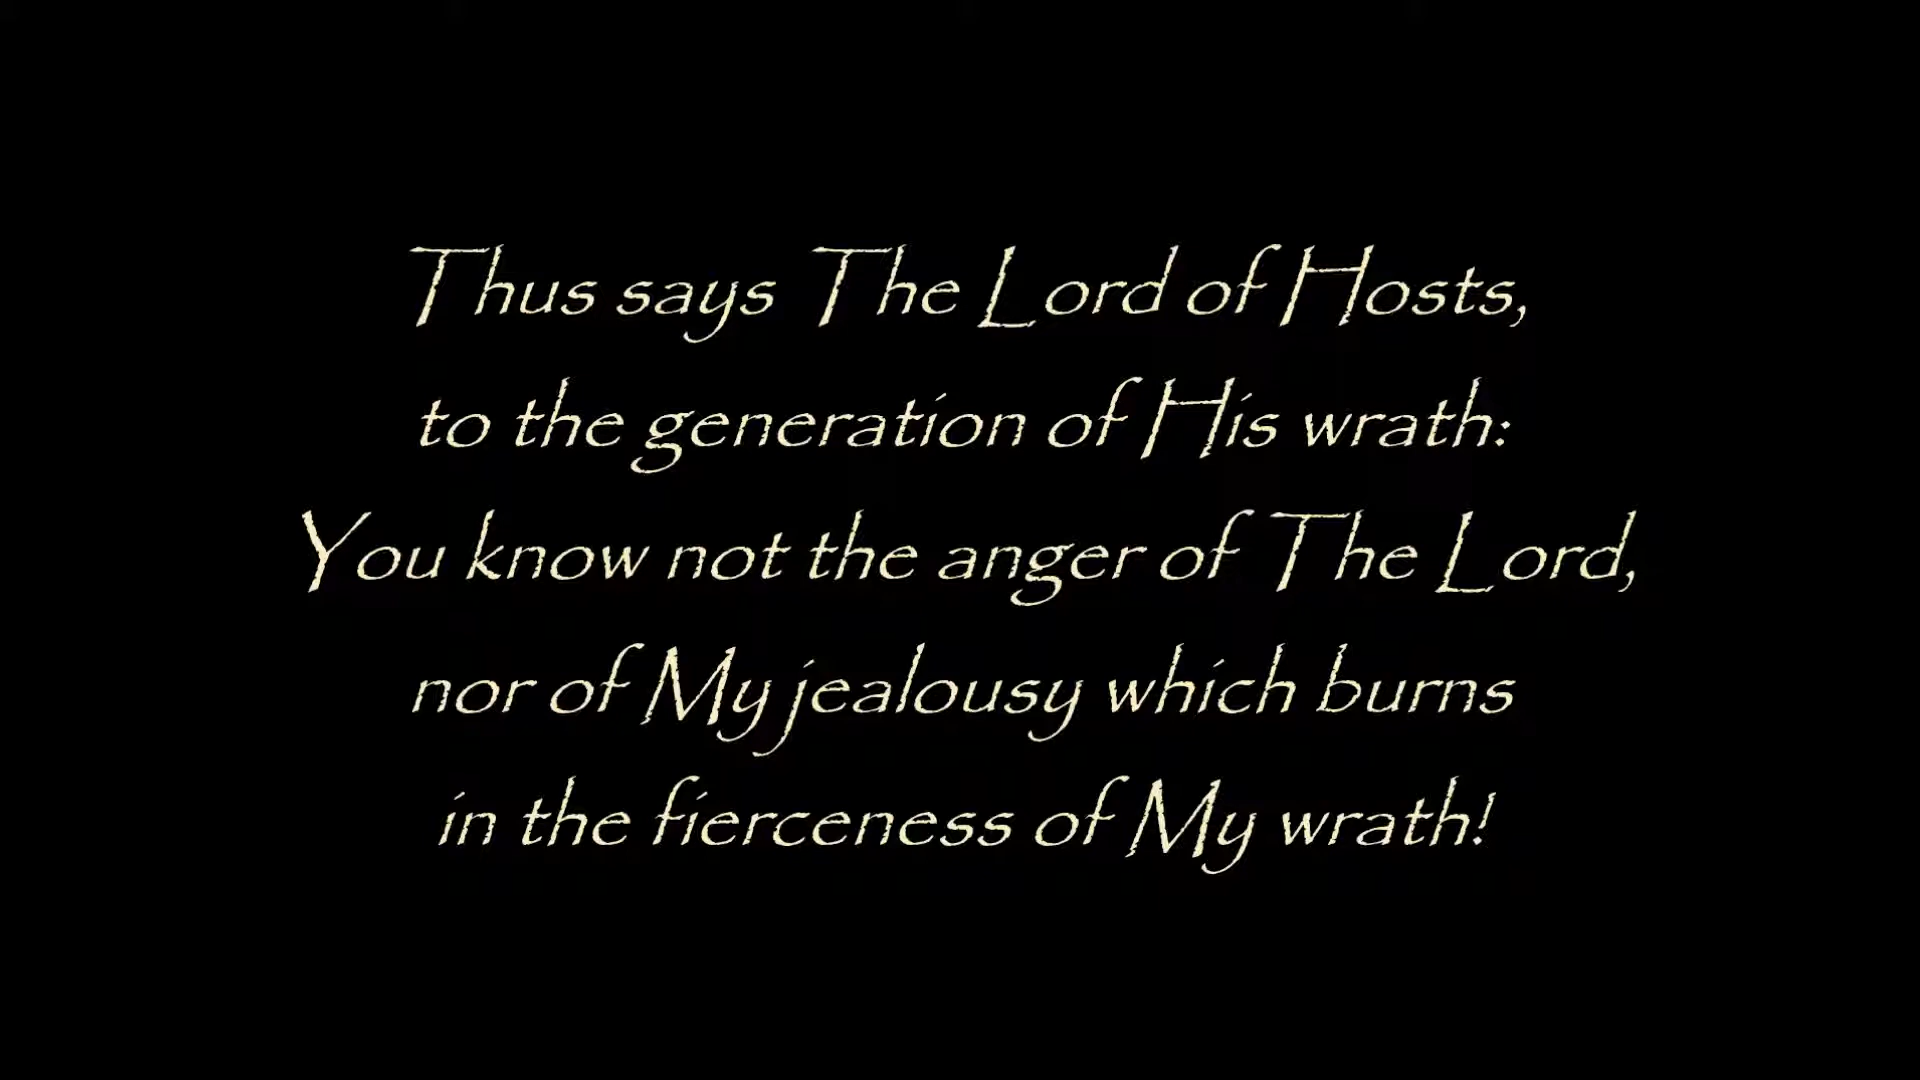 Thus says The Lord of Hosts,
to the generation of His wrath:
You know not the anger of The Lord,
nor of My jealousy which burns
in the fierceness of My wrath!